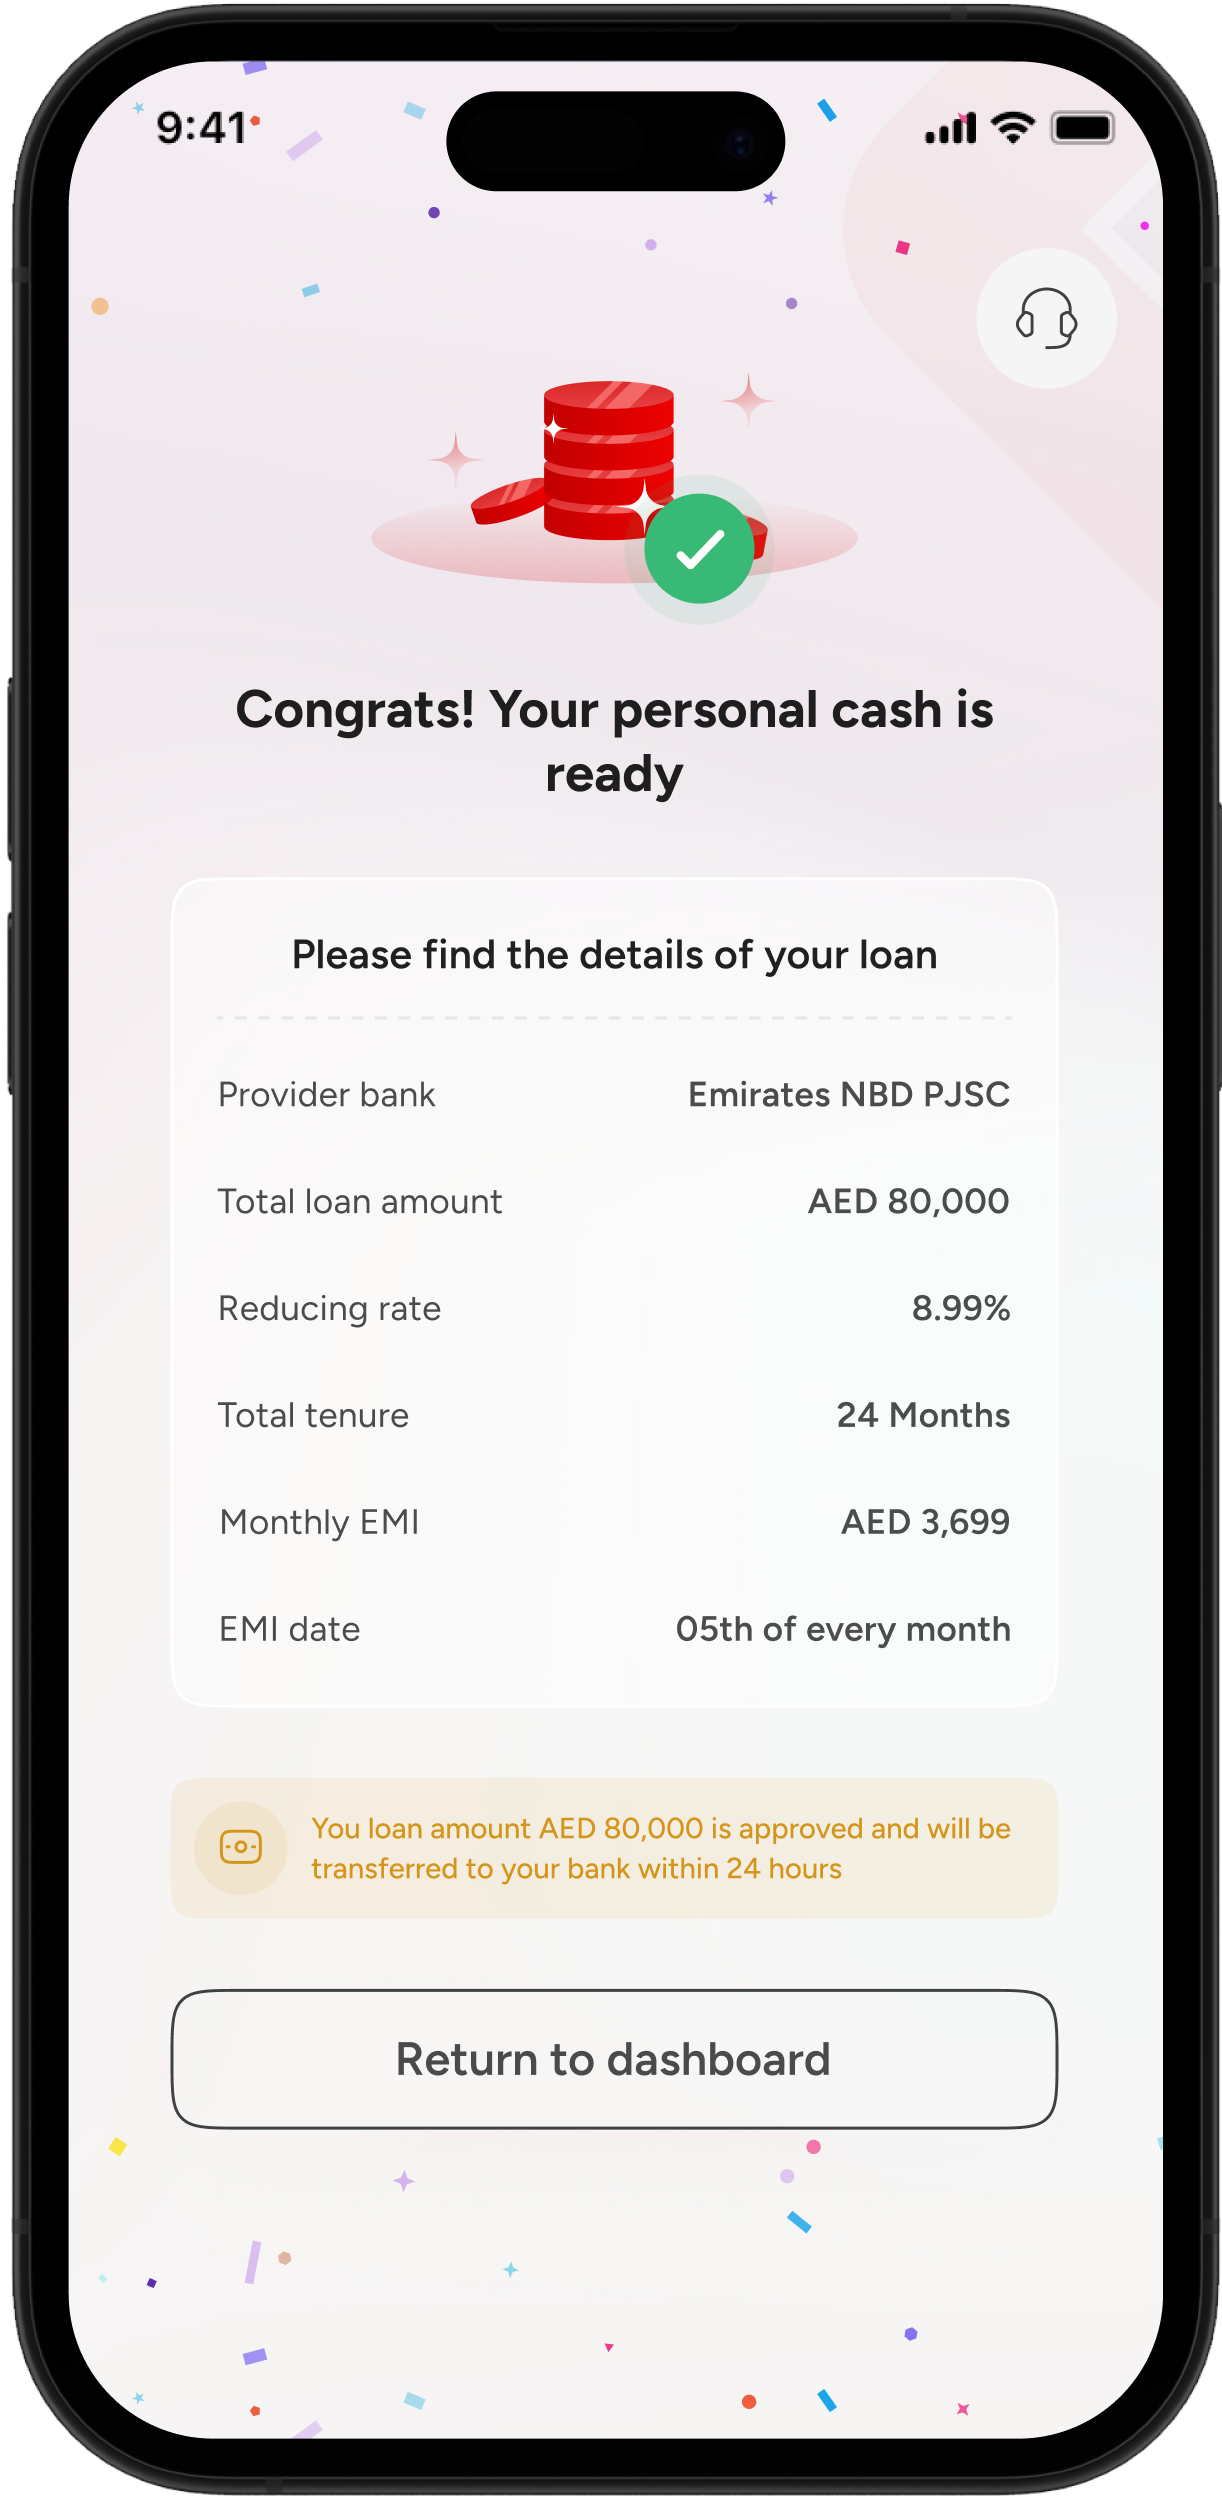 9:41
Congrats! Your personal cash is
ready
Please find the details of your loan
Provider bank Emirates NBD PJSC
Total loan amount AED 80,000
Reducing rate 8.99%
Total tenure 24 Months
Monthly EMI AED 3,699
EMI date 05th of every month
You loan amount AED 80,000 is approved and will be
transferred to your bank within 24 hours
Return to dashboard